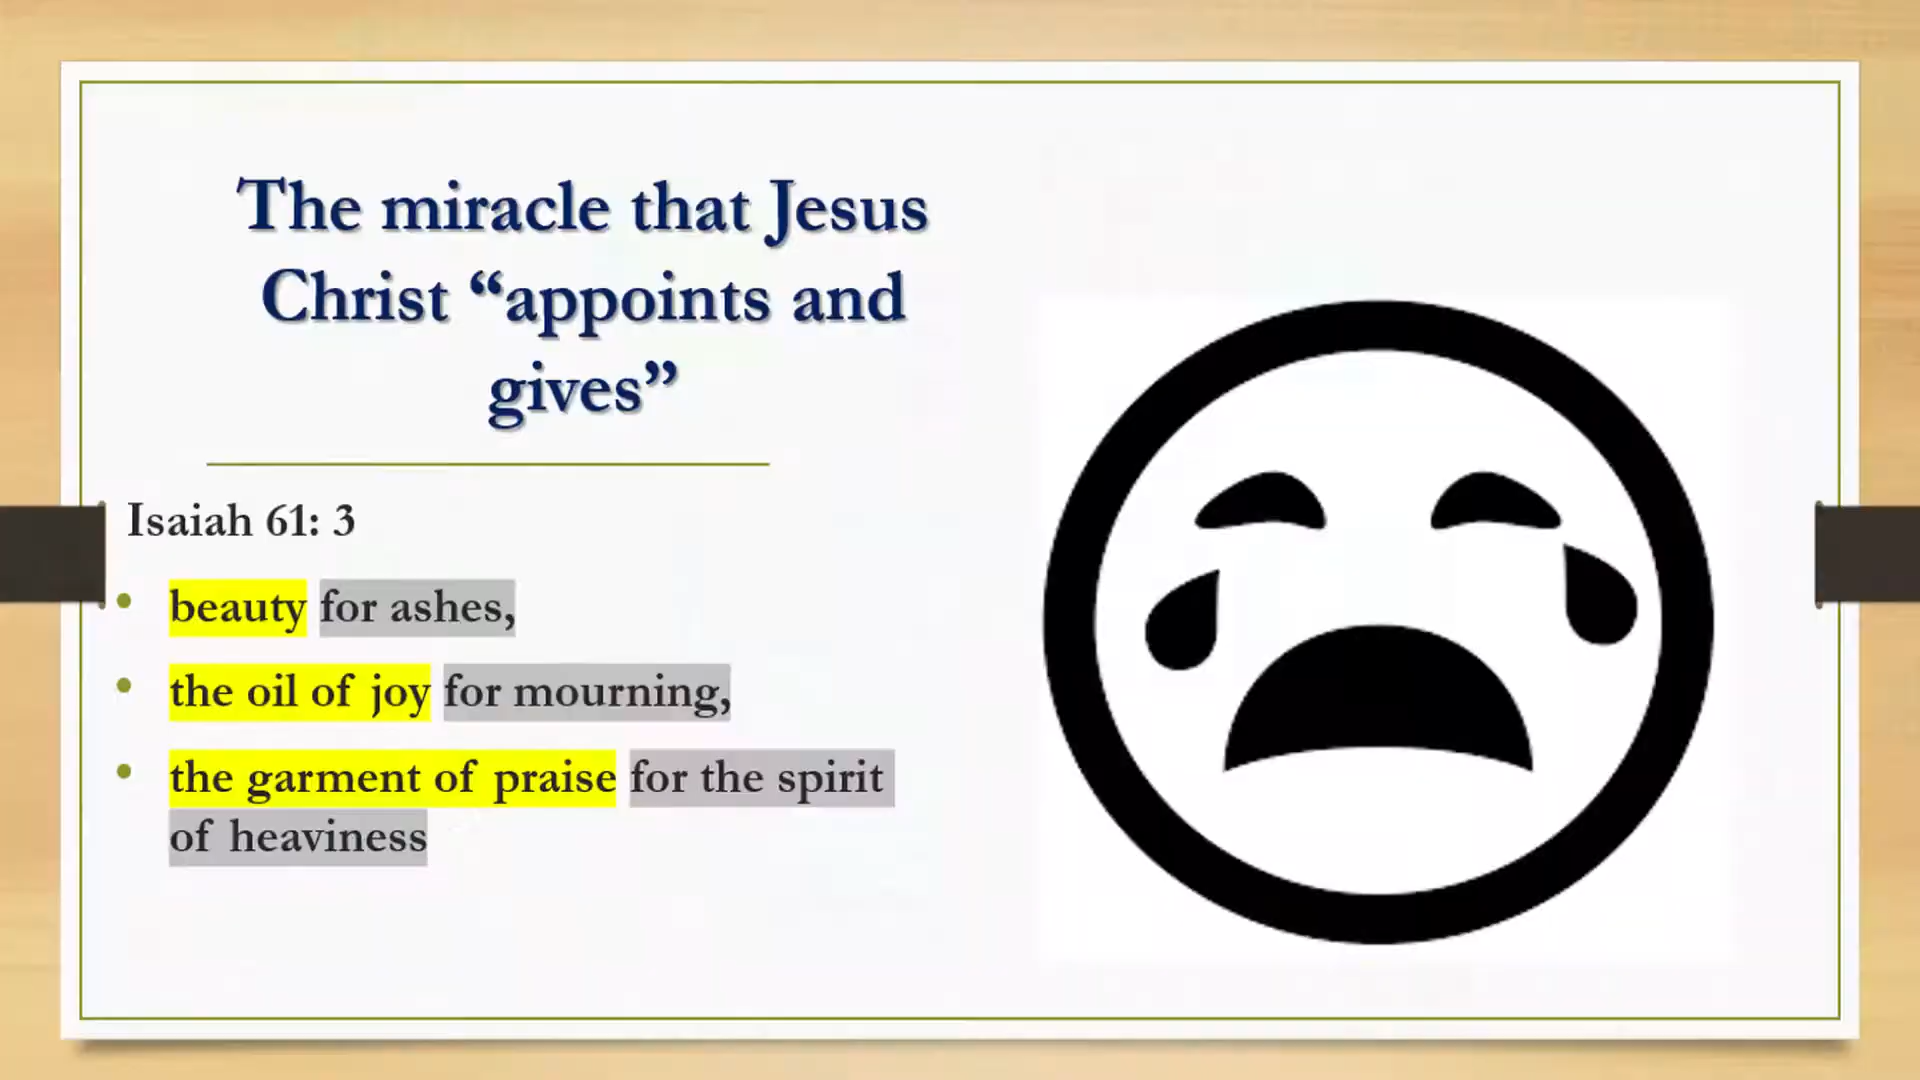 The miracle that Jesus
Christ “appoints and
gives”
Isaiah 61: 3
• beauty for ashes,
• the oil of joy for mourning,
• the garment of praise for the spirit
of heaviness